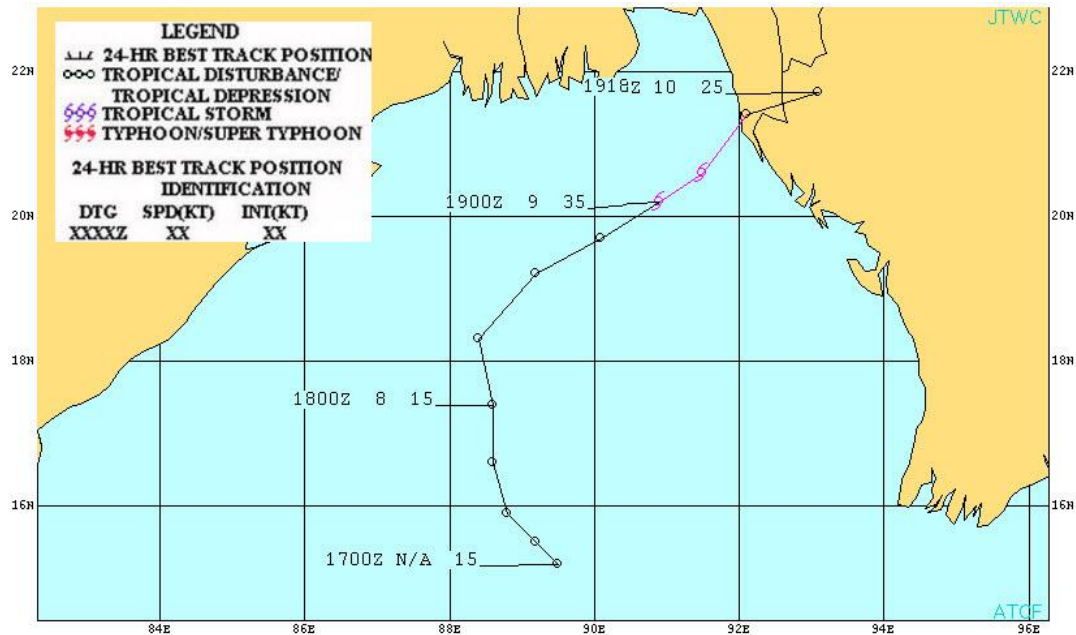 JTWC
LEGEND
24-HR BEST TRACK POSITION
TROPICAL DISTURBANCE/
TROPICAL DEPRESSION
TROPICAL STORM
TYPHOON/SUPER TYPHOON
24-HR BEST TRACK POSITION
IDENTIFICATION
DTG SPD(KT) INT(KT)
XXXXZ XX XX
22N 22N
1918Z 10 25
1900Z 9 35
20N 20N
18N 18N
1800Z 8 15
16N 16N
1700Z N/A 15
ATCF
84E 86E 88E 90E 92E 94E 96E